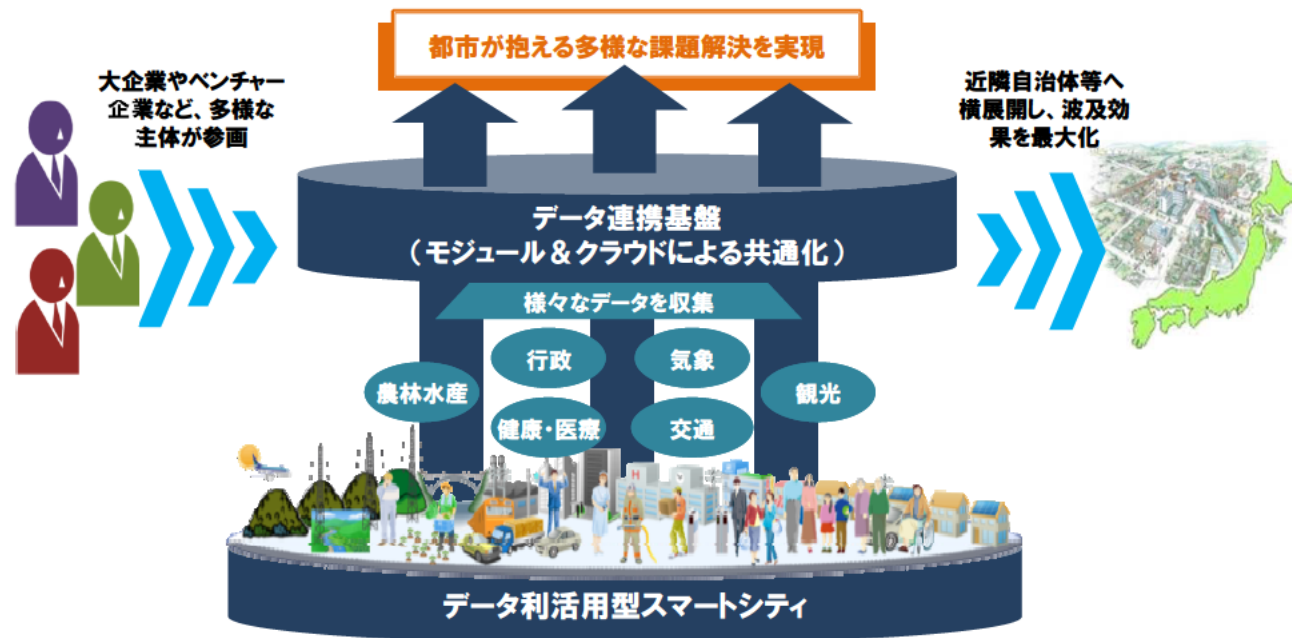 都市が抱える多様な課題解決を実現
大企業やベンチャー
企業など、多様な
主体が参画
近隣自治体等へ
横展開し、波及効
果を最大化
データ連携基盤
(モジュール&クラウドによる共通化)
様々なデータを収集
行政
気象
農林水産
観光
健康・医療
交通
H
データ利活用型スマートシティ